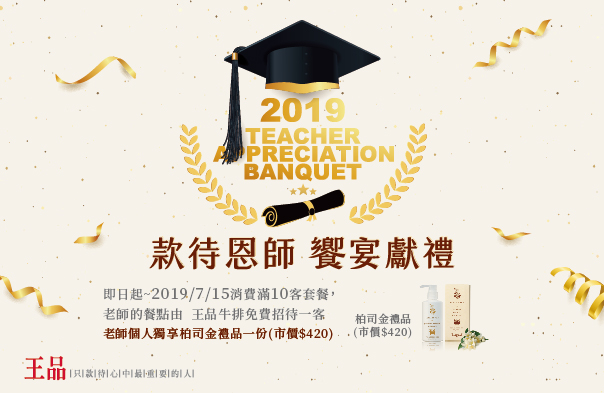 2019
TEACHER
APPRECIATION
BANQUET
款待恩師 饗宴獻禮
即日起~2019/7/15消費滿10客套餐，
老師的餐點由 王品牛排免費招待一客
老師個人獨享柏司金禮品一份(市價$420)
柏司金禮品
(市價$420)
王品 |只|款|待|心|中|最|重|要|的|人|